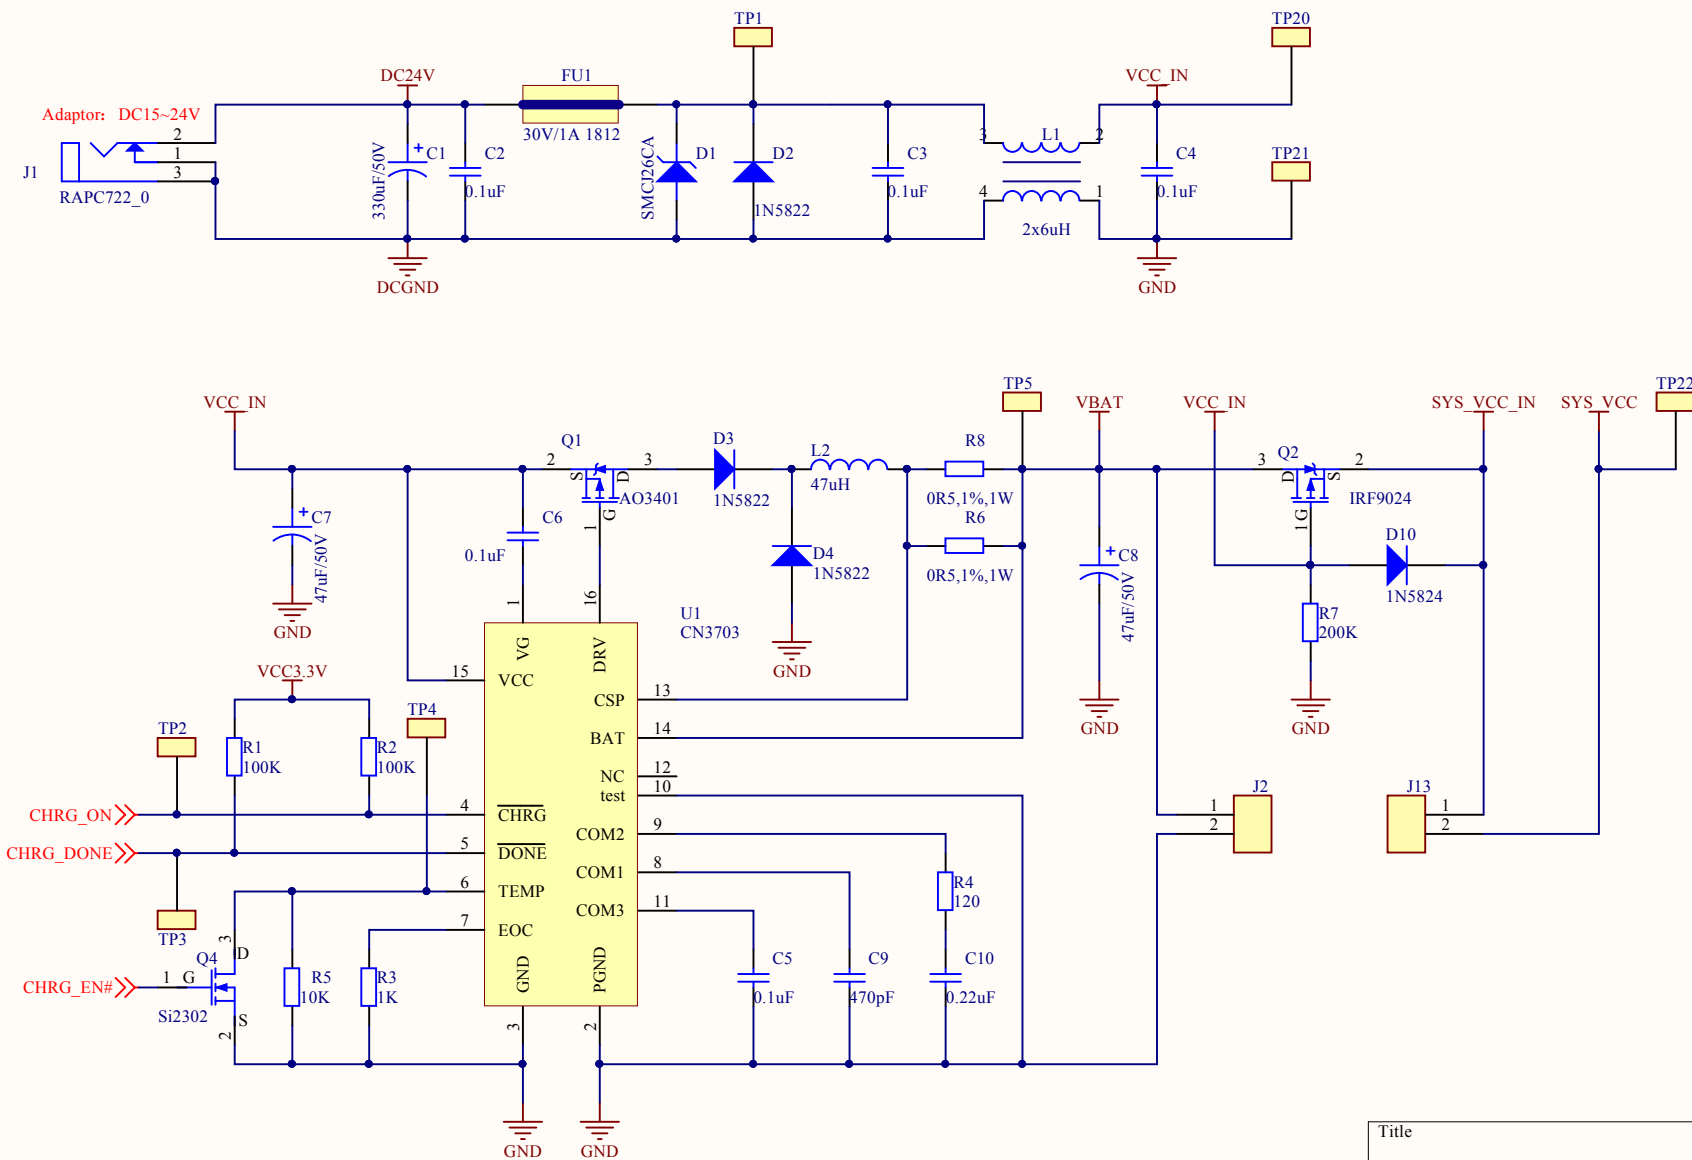 TP1
TP20
DC24V
FU1
VCC_IN
Adaptor: DC15~24V
30V/1A 1812
2
1
3
J1
RAPC722_0
330uF/50V
+
C1
C2
0.1uF
SMCJ26CA
D1
D2
1N5822
C3
0.1uF
3
L1
2
4
1
2x6uH
C4
0.1uF
TP21
DCGND
GND
VCC_IN
Q1
2
3
S
D
G
1
AO3401
D3
1N5822
L2
47uH
TP5
R8
0R5,1%,1W
R6
0R5,1%,1W
VBAT
VCC_IN
Q2
3
2
D
S
1
G
IRF9024
SYS_VCC_IN
SYS_VCC
TP22
+
C7
47uF/50V
GND
C6
0.1uF
D4
1N5822
GND
+
C8
47uF/50V
GND
D10
1N5824
R7
200K
GND
U1
CN3703
1
16
VG
DRV
15
VCC
13
CSP
14
BAT
12
NC
10
test
4
CHRG
9
COM2
5
DONE
8
COM1
6
TEMP
11
COM3
7
EOC
GND
PGND
3
2
VCC3.3V
TP2
R1
100K
R2
100K
TP4
CHRG_ON
CHRG_DONE
TP3
CHRG_EN#
1
G
Q4
3
D
Si2302
S
2
R5
10K
R3
1K
C5
0.1uF
C9
470pF
R4
120
C10
0.22uF
J2
1
2
J13
1
2
GND
GND
Title